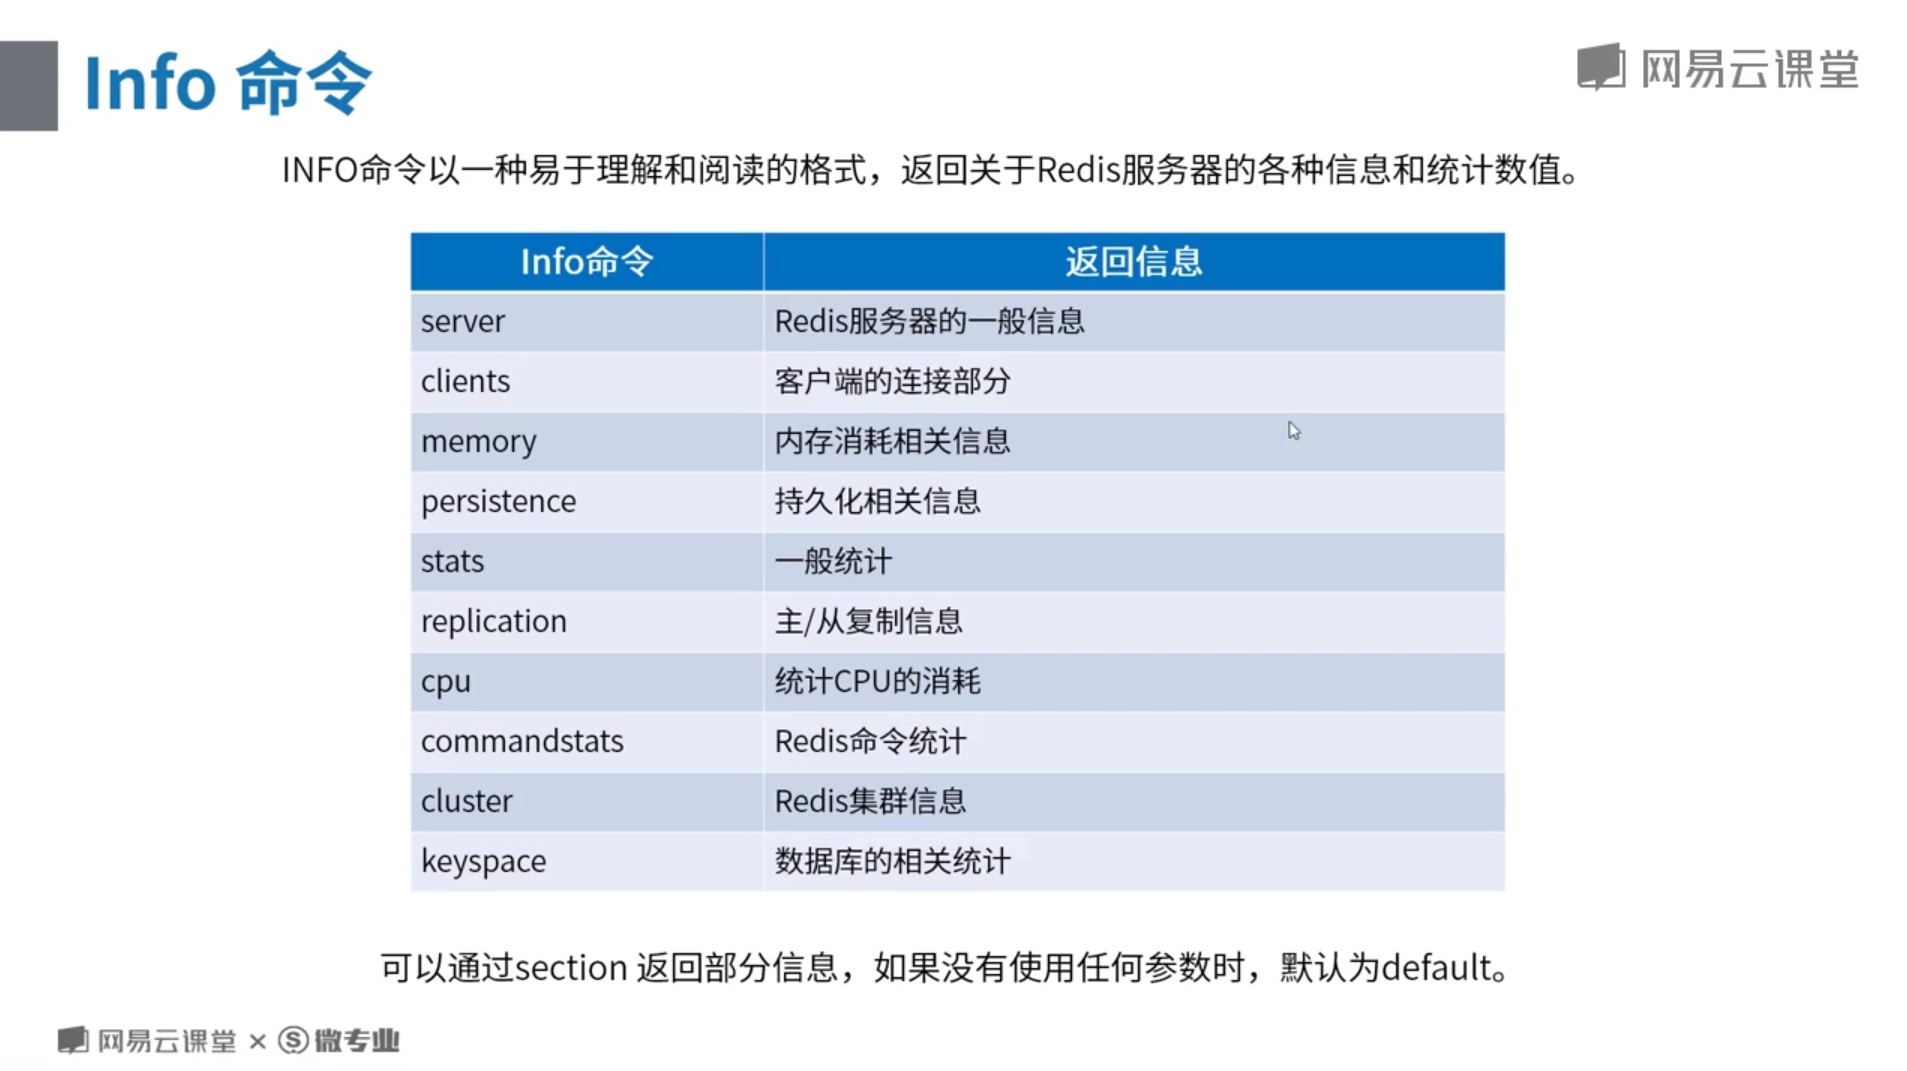 Info 命令
网易云课堂
INFO命令以一种易于理解和阅读的格式，返回关于Redis服务器的各种信息和统计数值。
Info命令 返回信息
server Redis服务器的一般信息
clients 客户端的连接部分
memory 内存消耗相关信息
persistence 持久化相关信息
stats 一般统计
replication 主/从复制信息
cpu 统计CPU的消耗
commandstats Redis命令统计
cluster Redis集群信息
keyspace 数据库的相关统计
可以通过section 返回部分信息，如果没有使用任何参数时，默认为default。
网易云课堂 × S 微专业